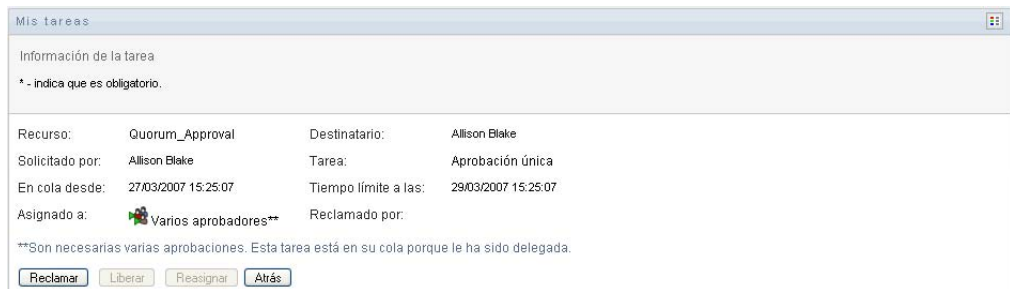 Mis tareas
Información de la tarea
* - indica que es obligatorio.
Recurso: Quorum_Approval Destinatario: Allison Blake
Solicitado por: Allison Blake Tarea: Aprobación única
En cola desde: 27/03/2007 15:25:07 Tiempo límite a las: 29/03/2007 15:25:07
Asignado a: Varios aprobadores** Reclamado por:
**Son necesarias varias aprobaciones. Esta tarea está en su cola porque le ha sido delegada.
Reclamar Liberar Reasignar Atrás